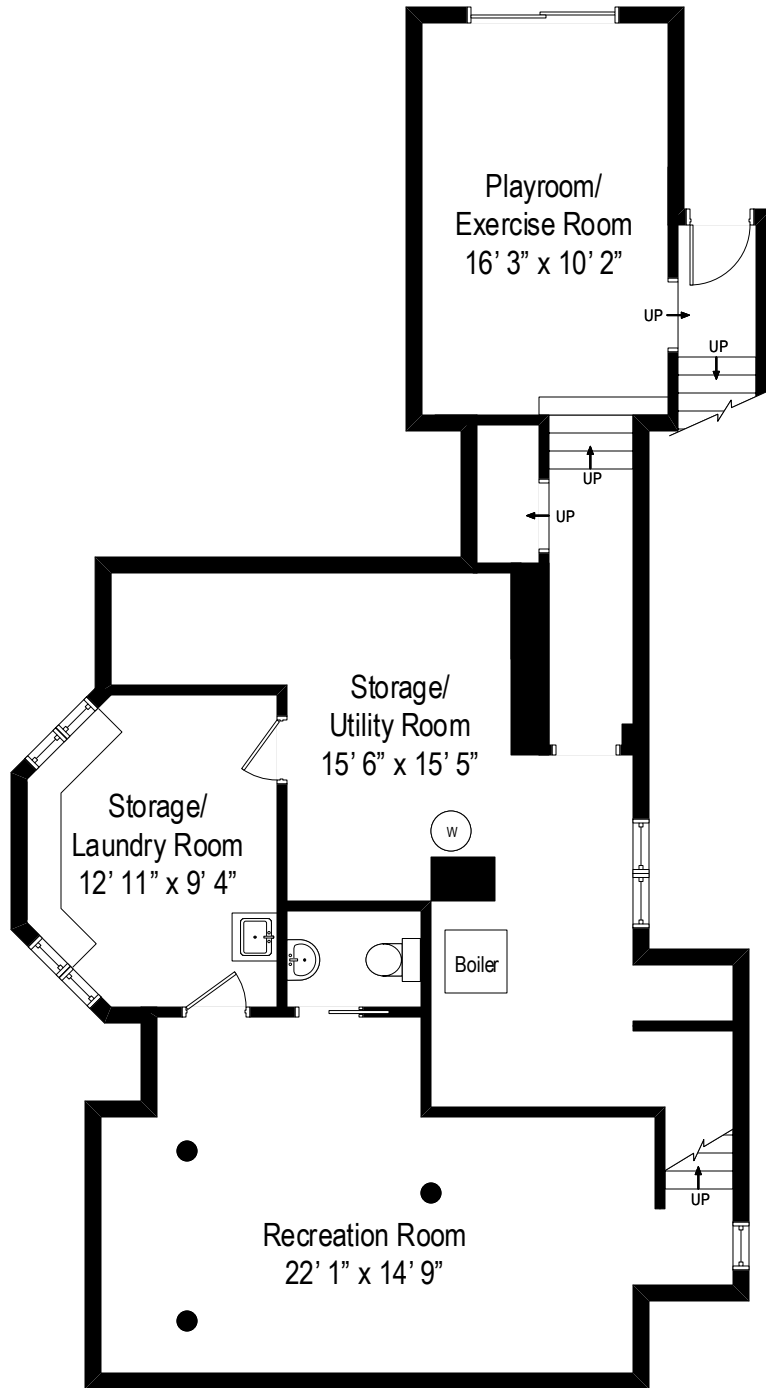 Playroom/
Exercise Room
16’ 3” x 10’ 2”
UP
UP
UP
UP
Storage/
Utility Room
15’ 6” x 15’ 5”
Storage/
Laundry Room
12’ 11” x 9’ 4”
W
Boiler
UP
Recreation Room
22’ 1” x 14’ 9”